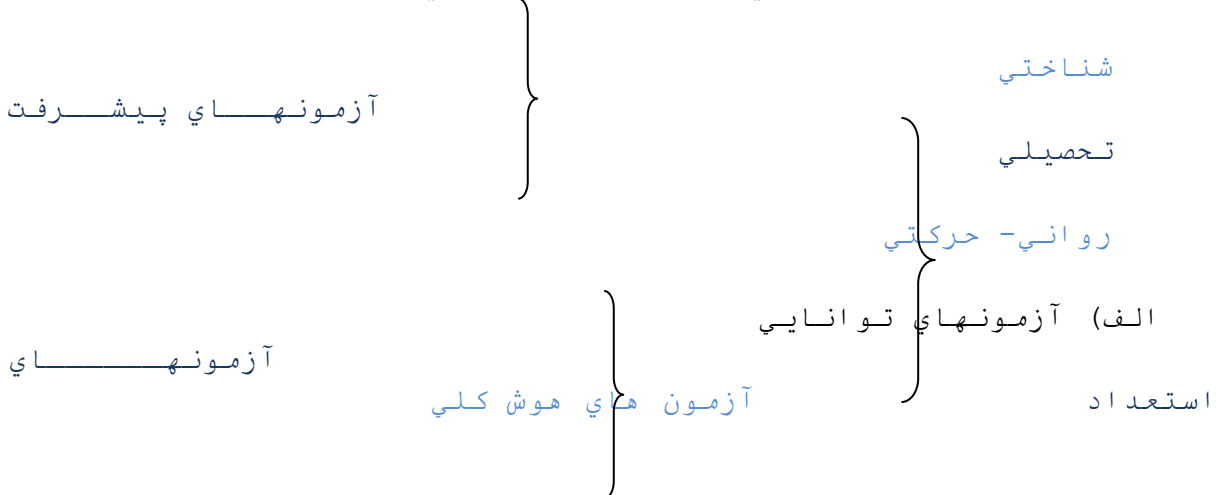 شناختي
آزمونهاي پيشرفت
تحصيلي
رواني- حركتي
الف) آزمونهاي توانايي
آزمونهاي
استعداد
آزمون هاي هوش كلي